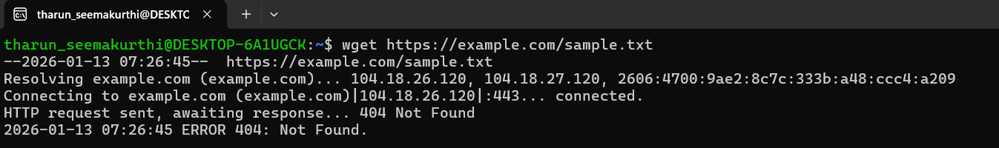 tharun_seemakurthi@DESKTC
tharun_seemakurthi@DESKTOP-6A1UGCK:~$ wget https://example.com/sample.txt
--2026-01-13 07:26:45--  https://example.com/sample.txt
Resolving example.com (example.com)... 104.18.26.120, 104.18.27.120, 2606:4700:9ae2:8c7c:333b:a48:ccc4:a209
Connecting to example.com (example.com)|104.18.26.120|:443... connected.
HTTP request sent, awaiting response... 404 Not Found
2026-01-13 07:26:45 ERROR 404: Not Found.